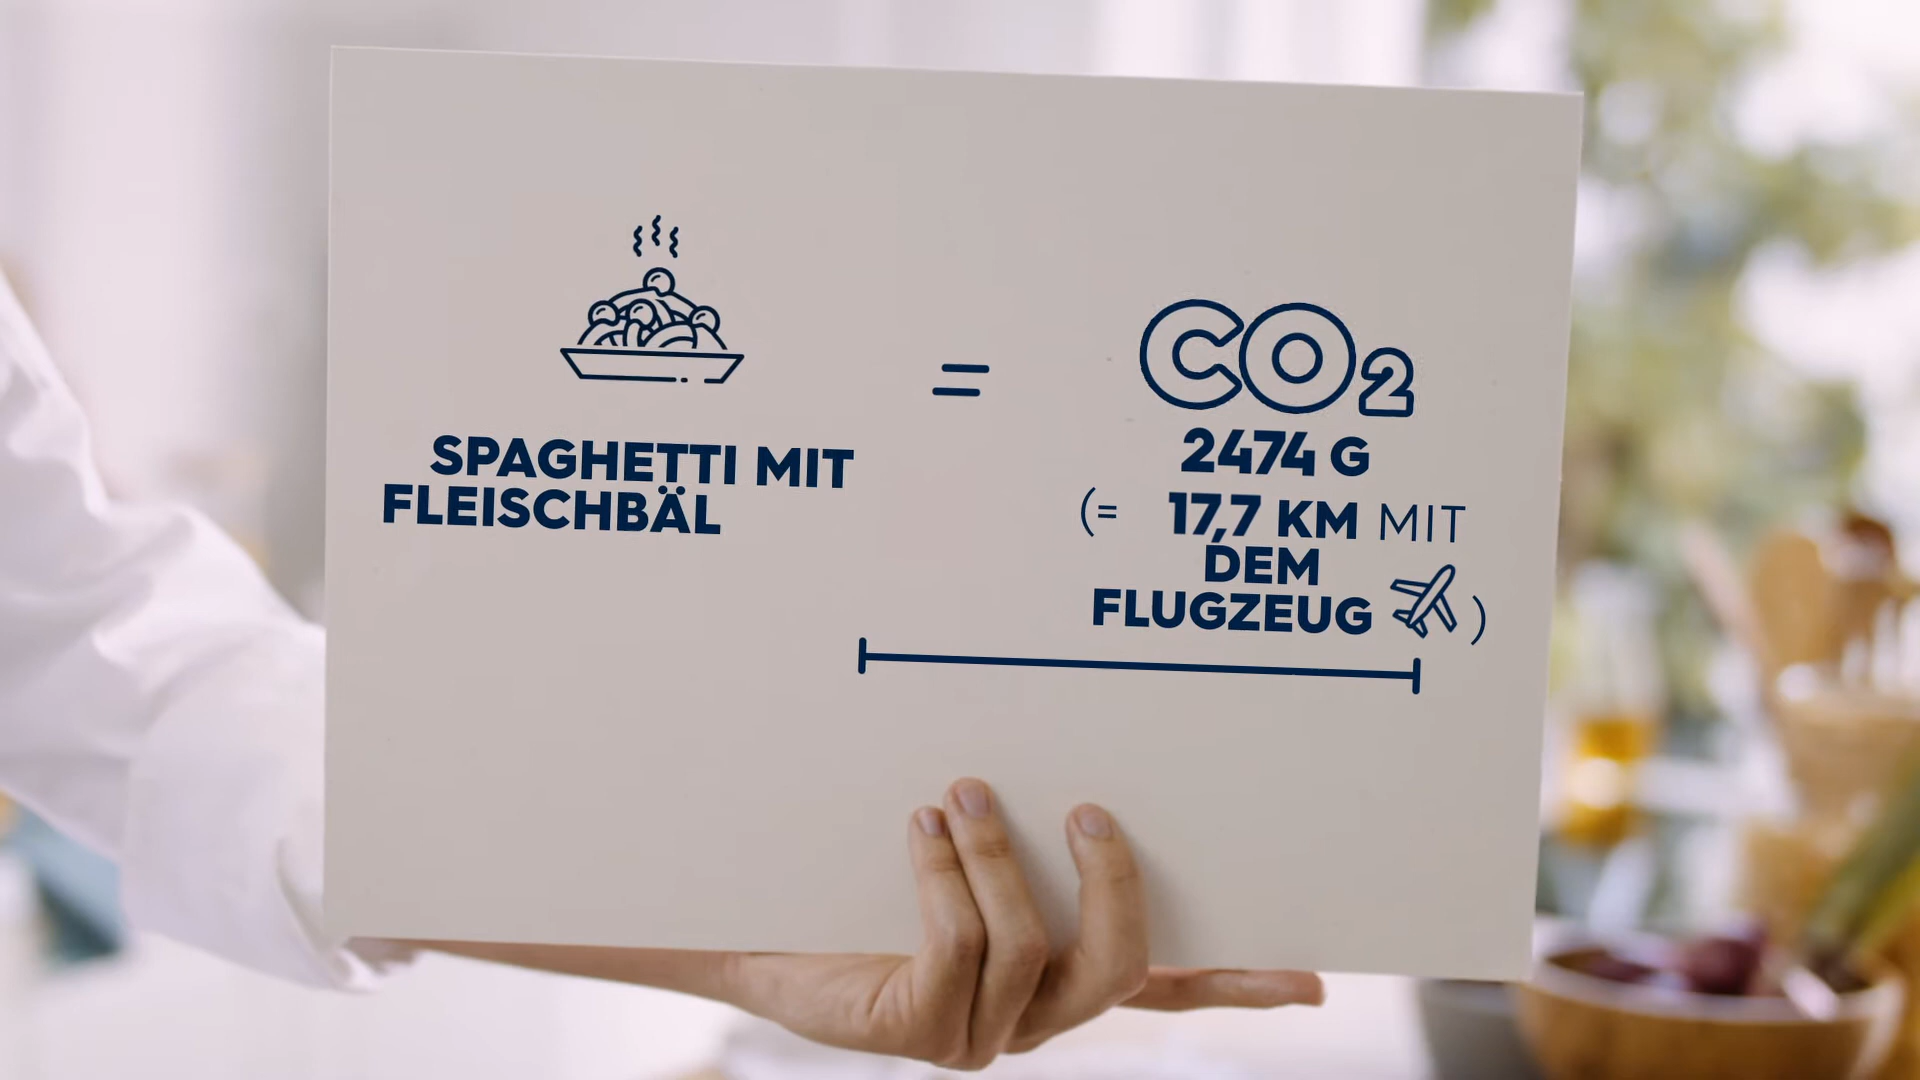 SPAGHETTI MIT
FLEISCHBÄL
=
CO₂
2474 G
(= 17,7 KM MIT
DEM
FLUGZEUG )